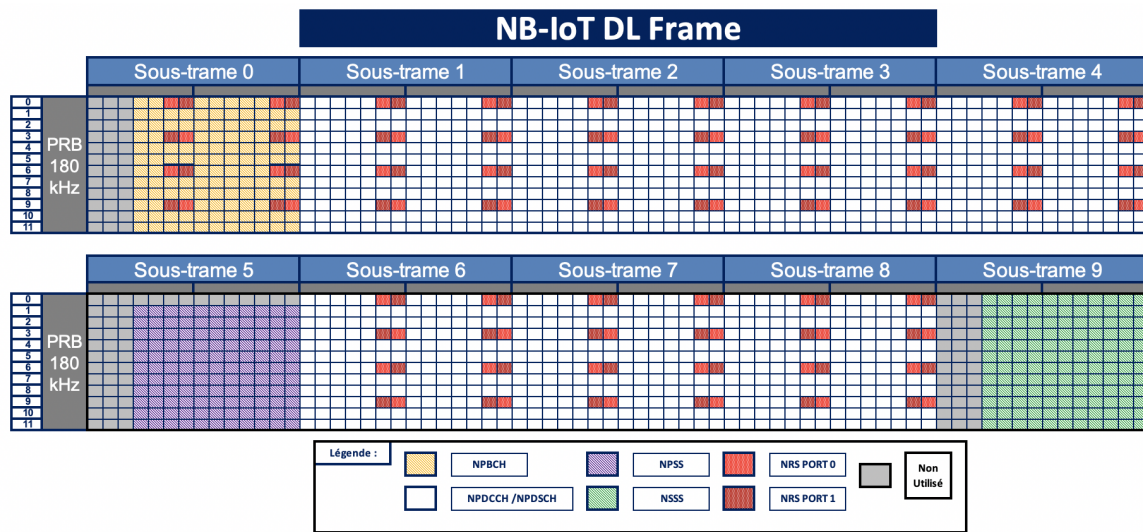 NB-IoT DL Frame
Sous-trame 0 Sous-trame 1 Sous-trame 2 Sous-trame 3 Sous-trame 4
0
1
2
3
4
5
6
7
8
9
10
11
PRB
180
kHz
Sous-trame 5 Sous-trame 6 Sous-trame 7 Sous-trame 8 Sous-trame 9
0
1
2
3
4
5
6
7
8
9
10
11
PRB
180
kHz
Légende :
NPBCH NPSS NRS PORT 0
NPDCCH /NPDSCH NSSS NRS PORT 1
Non
Utilisé